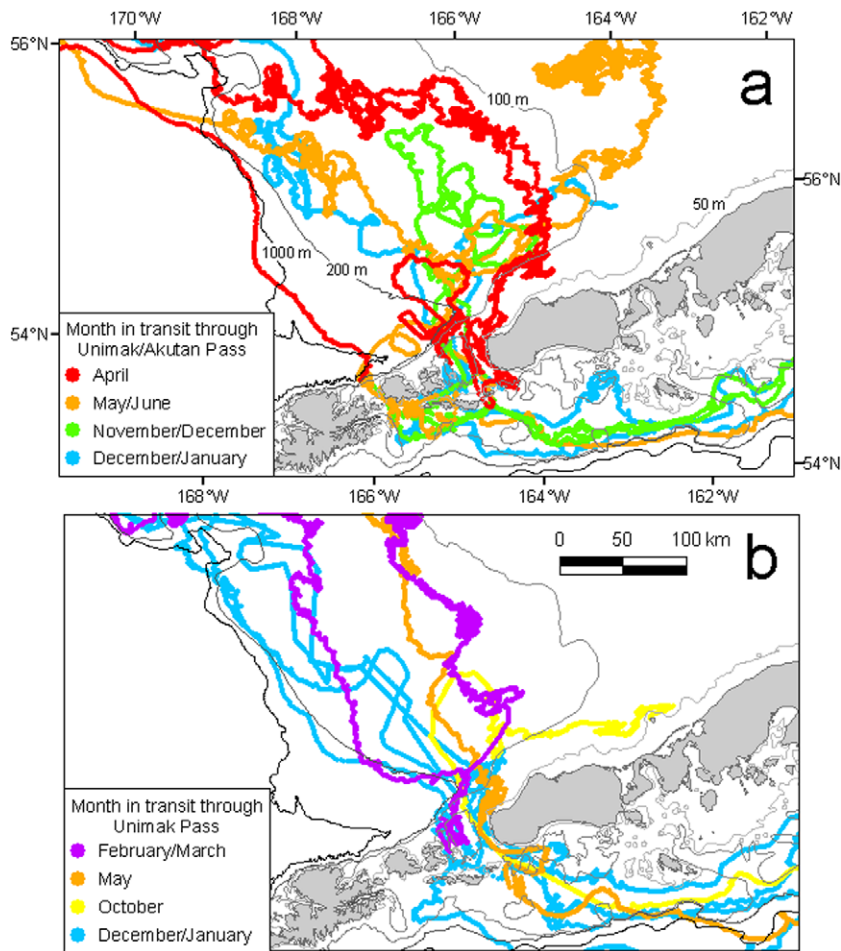 170°W 168°W 166°W 164°W 162°W
56°N
a
100 m
56°N
50 m
1000 m
200 m
54°N
Month in transit through
Unimak/Akutan Pass
April
May/June
November/December
December/January
54°N
168°W 166°W 164°W 162°W
0 50 100 km
b
Month in transit through
Unimak Pass
February/March
May
October
December/January